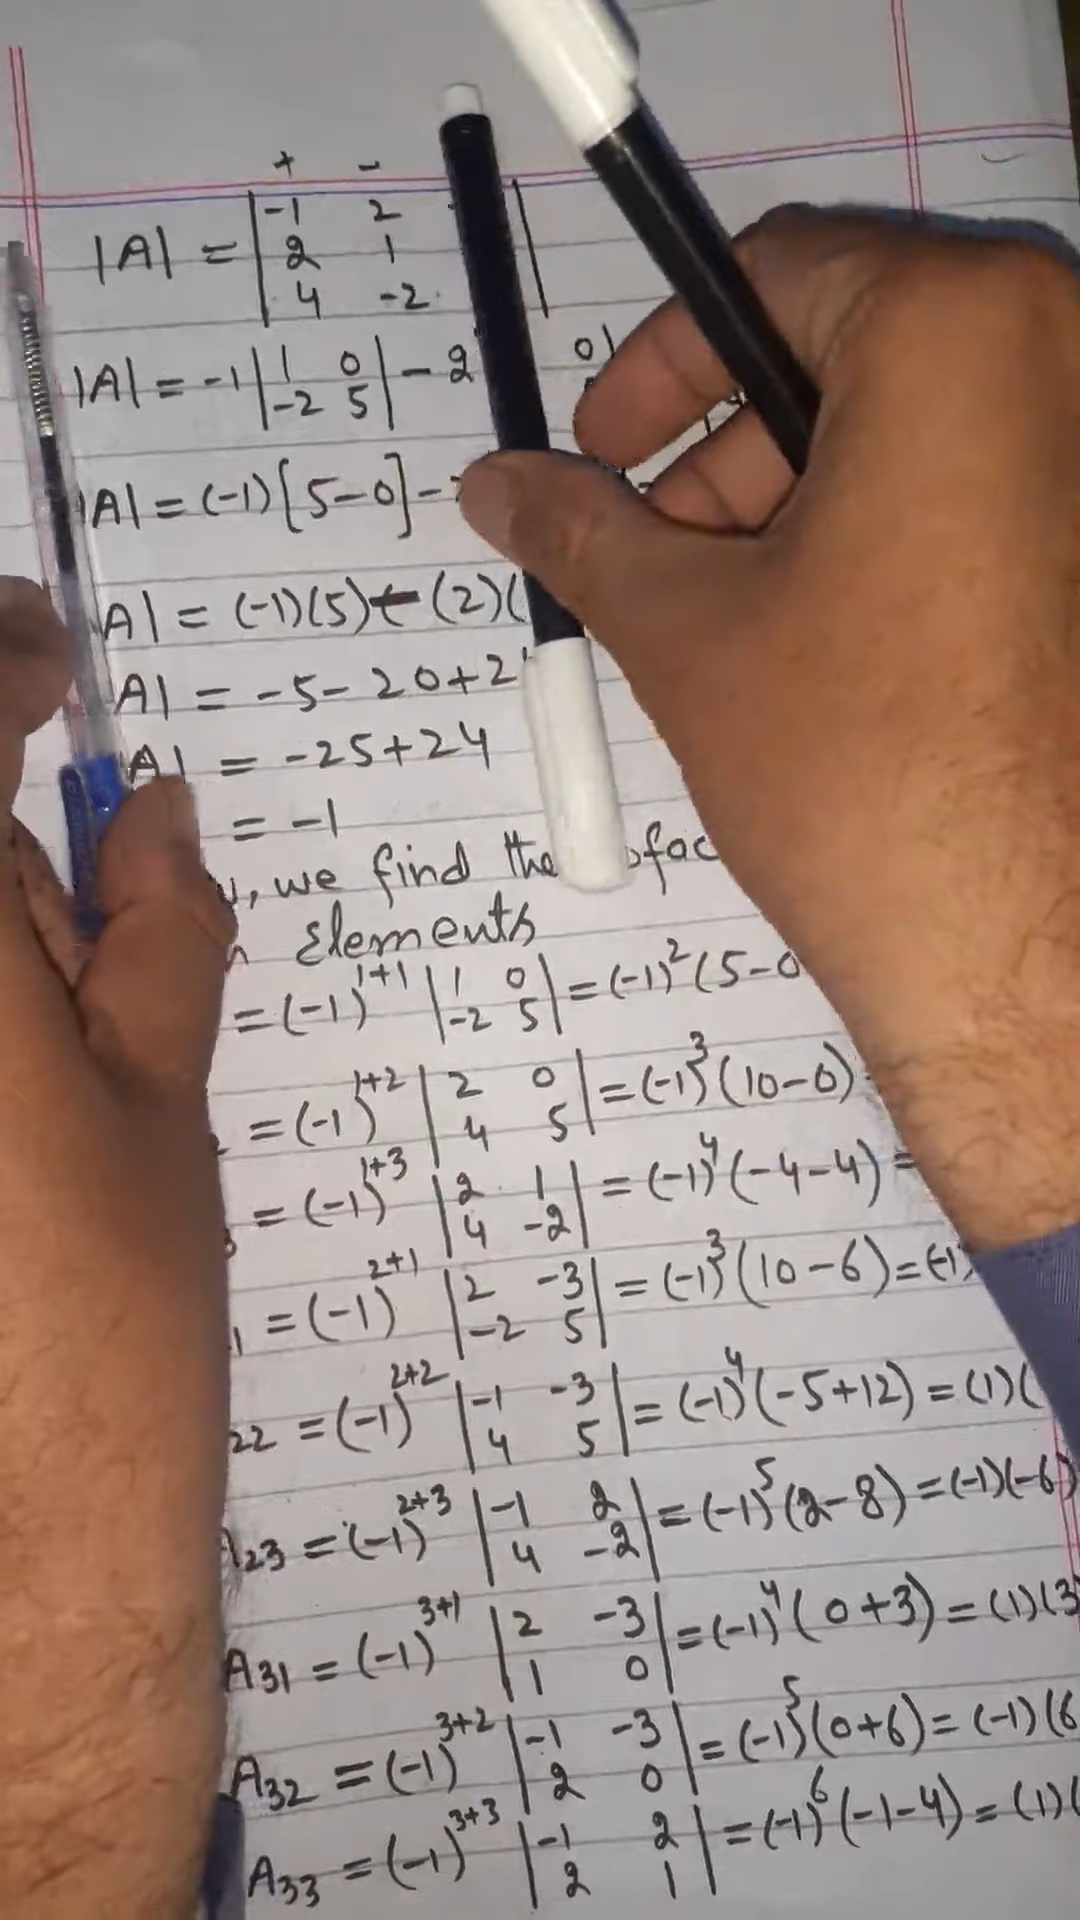 + -
|A| = | -1 2
2 1
4 -2 |
|A| = -1 | 1 0 | - 2 0|
-2 5
|A| = (-1)[5-0] -
A| = (-1)(5) - (2)(
A| = -5 - 20 + 2
A| = -25 + 24
= -1
we find the
Elements
= (-1)^1+1 | 1 0 | = (-1)^2 (5-0
-2 5
= (-1)^1+2 | 2 0 | = (-1)^3 (10-0)
4 5
= (-1)^1+3 | 2 1 | = (-1)^4 (-4-4) =
4 -2
1 = (-1)^2+1 | 2 -3 | = (-1)^3 (10-6) = (-1)
-2 5
22 = (-1)^2+2 | -1 -3 | = (-1)^4 (-5+12) = (1)(
4 5
A23 = (-1)^2+3 | -1 2 | = (-1)^5 (2-8) = (-1)(-6)
4 -2
A31 = (-1)^3+1 | 2 -3 | = (-1)^4 (0+3) = (1)(3
1 0
A32 = (-1)^3+2 | -1 -3 | = (-1)^5 (0+6) = (-1)(6
2 0
A33 = (-1)^3+3 | -1 2 | = (-1)^6 (-1-4) = (1)(
2 1